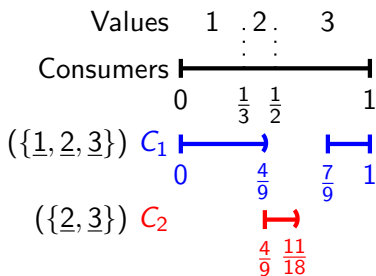 Values 1 2 3
Consumers
0 1/3 1/2 1
({1, 2, 3}) C₁
0 4/9 7/9 1
({2, 3}) C₂
4/9 11/18